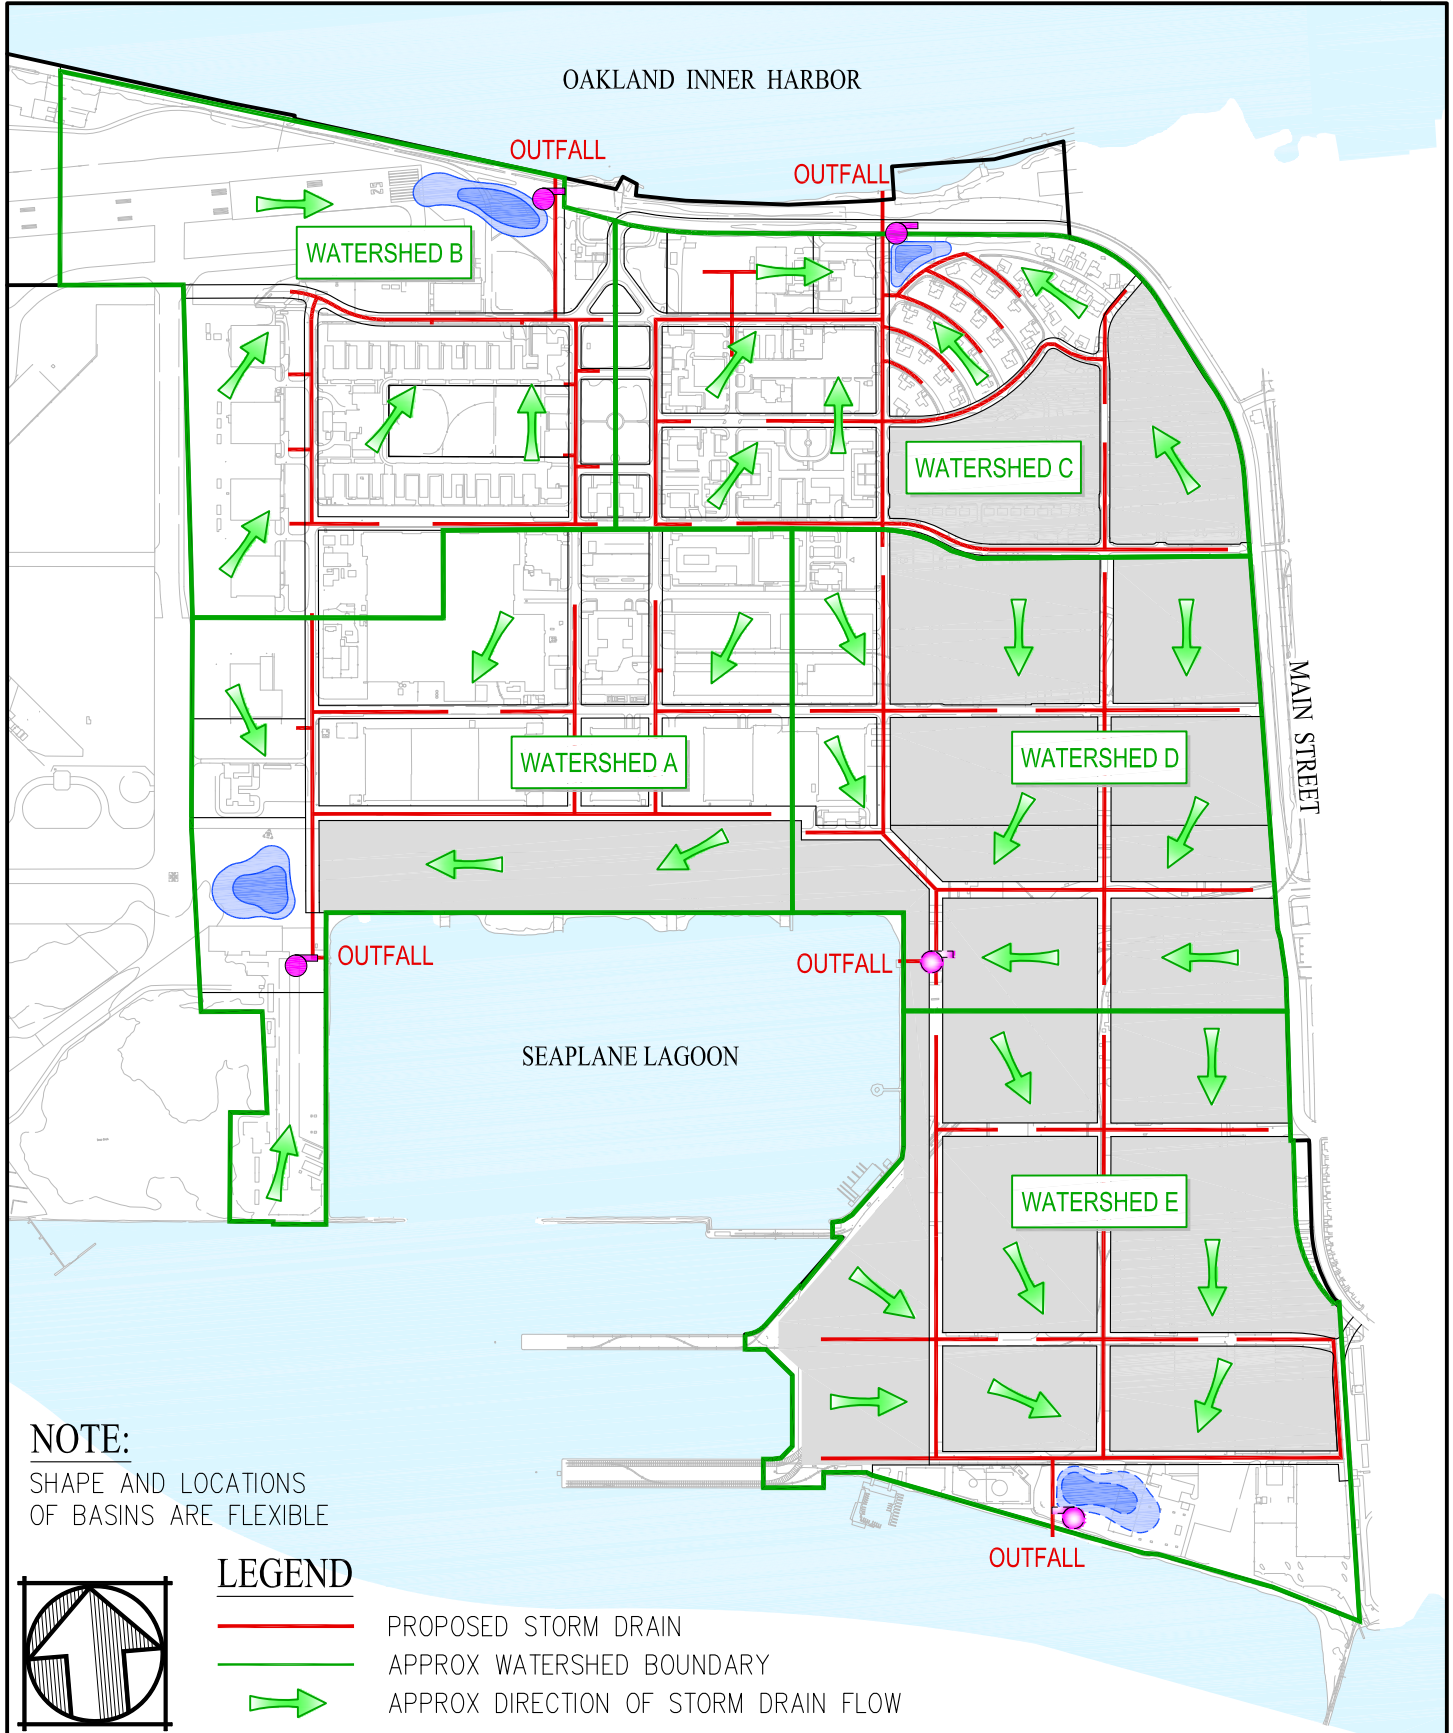 OAKLAND INNER HARBOR
OUTFALL
OUTFALL
WATERSHED B
WATERSHED C
MAIN STREET
WATERSHED A
WATERSHED D
OUTFALL
OUTFALL
SEAPLANE LAGOON
WATERSHED E
NOTE:
SHAPE AND LOCATIONS
OF BASINS ARE FLEXIBLE
OUTFALL
LEGEND
PROPOSED STORM DRAIN
APPROX WATERSHED BOUNDARY
APPROX DIRECTION OF STORM DRAIN FLOW